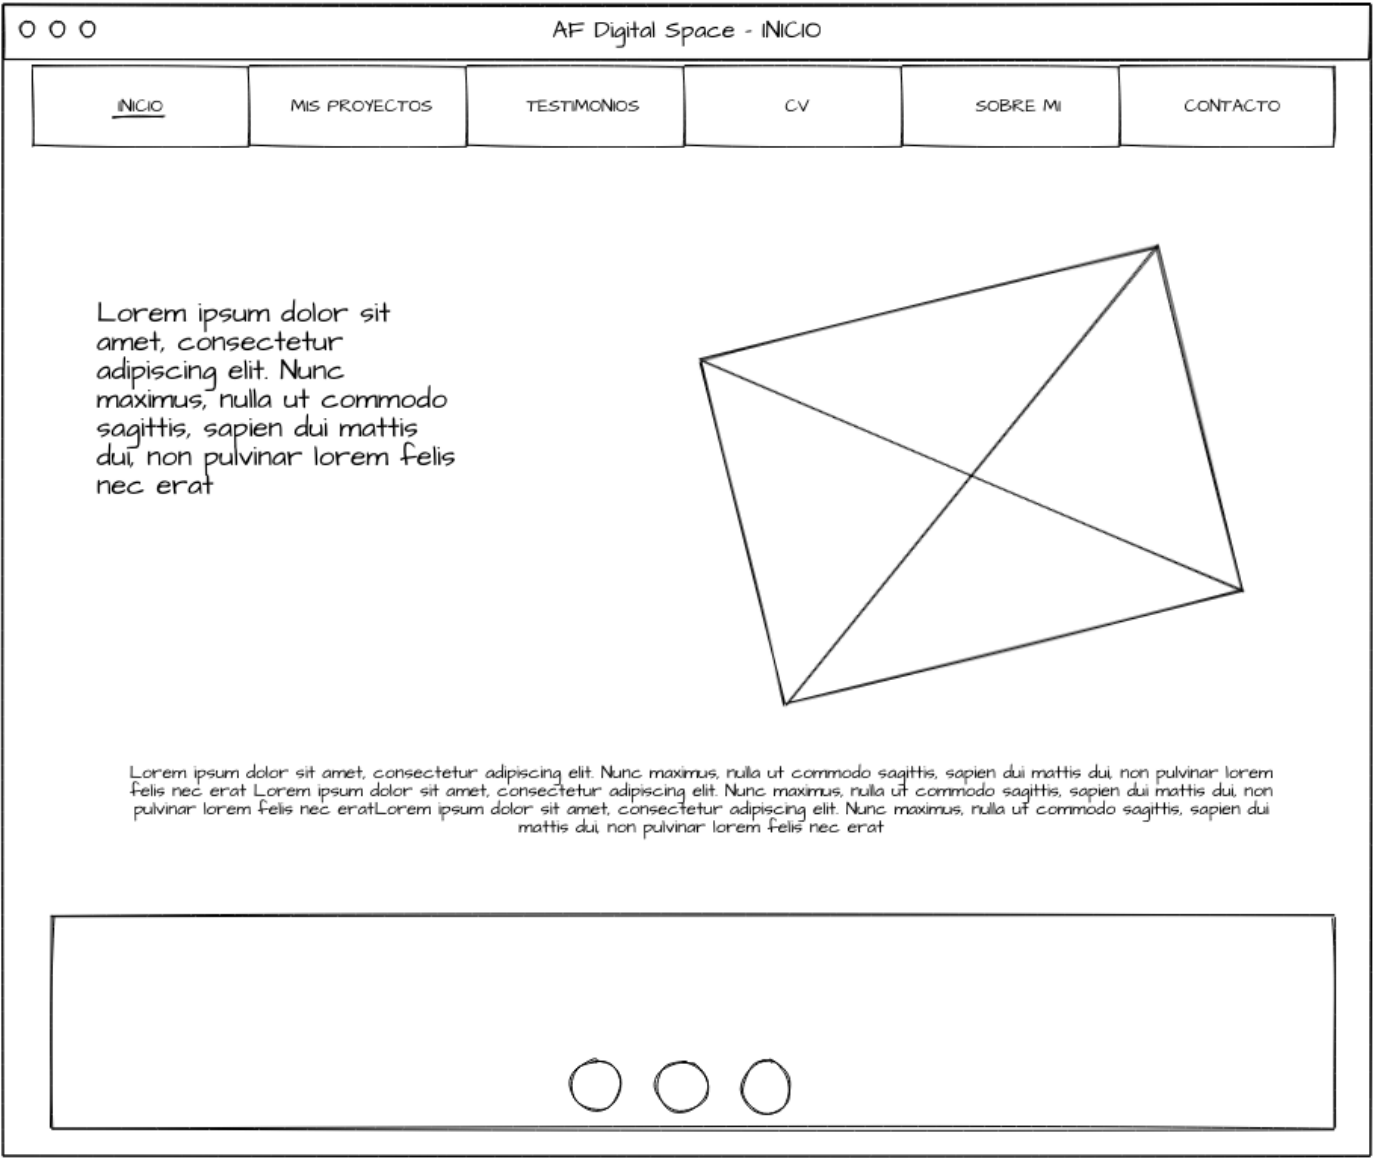 AF Digital Space - INICIO
INICIO
MIS PROYECTOS
TESTIMONIOS
CV
SOBRE MI
CONTACTO
Lorem ipsum dolor sit
amet, consectetur
adipiscing elit. Nunc
maximus, nulla ut commodo
sagittis, sapien dui mattis
dui, non pulvinar lorem felis
nec erat
Lorem ipsum dolor sit amet, consectetur adipiscing elit. Nunc maximus, nulla ut commodo sagittis, sapien dui mattis dui, non pulvinar lorem
felis nec erat Lorem ipsum dolor sit amet, consectetur adipiscing elit. Nunc maximus, nulla ut commodo sagittis, sapien dui mattis dui, non
pulvinar lorem felis nec eratLorem ipsum dolor sit amet, consectetur adipiscing elit. Nunc maximus, nulla ut commodo sagittis, sapien dui
mattis dui, non pulvinar lorem felis nec erat